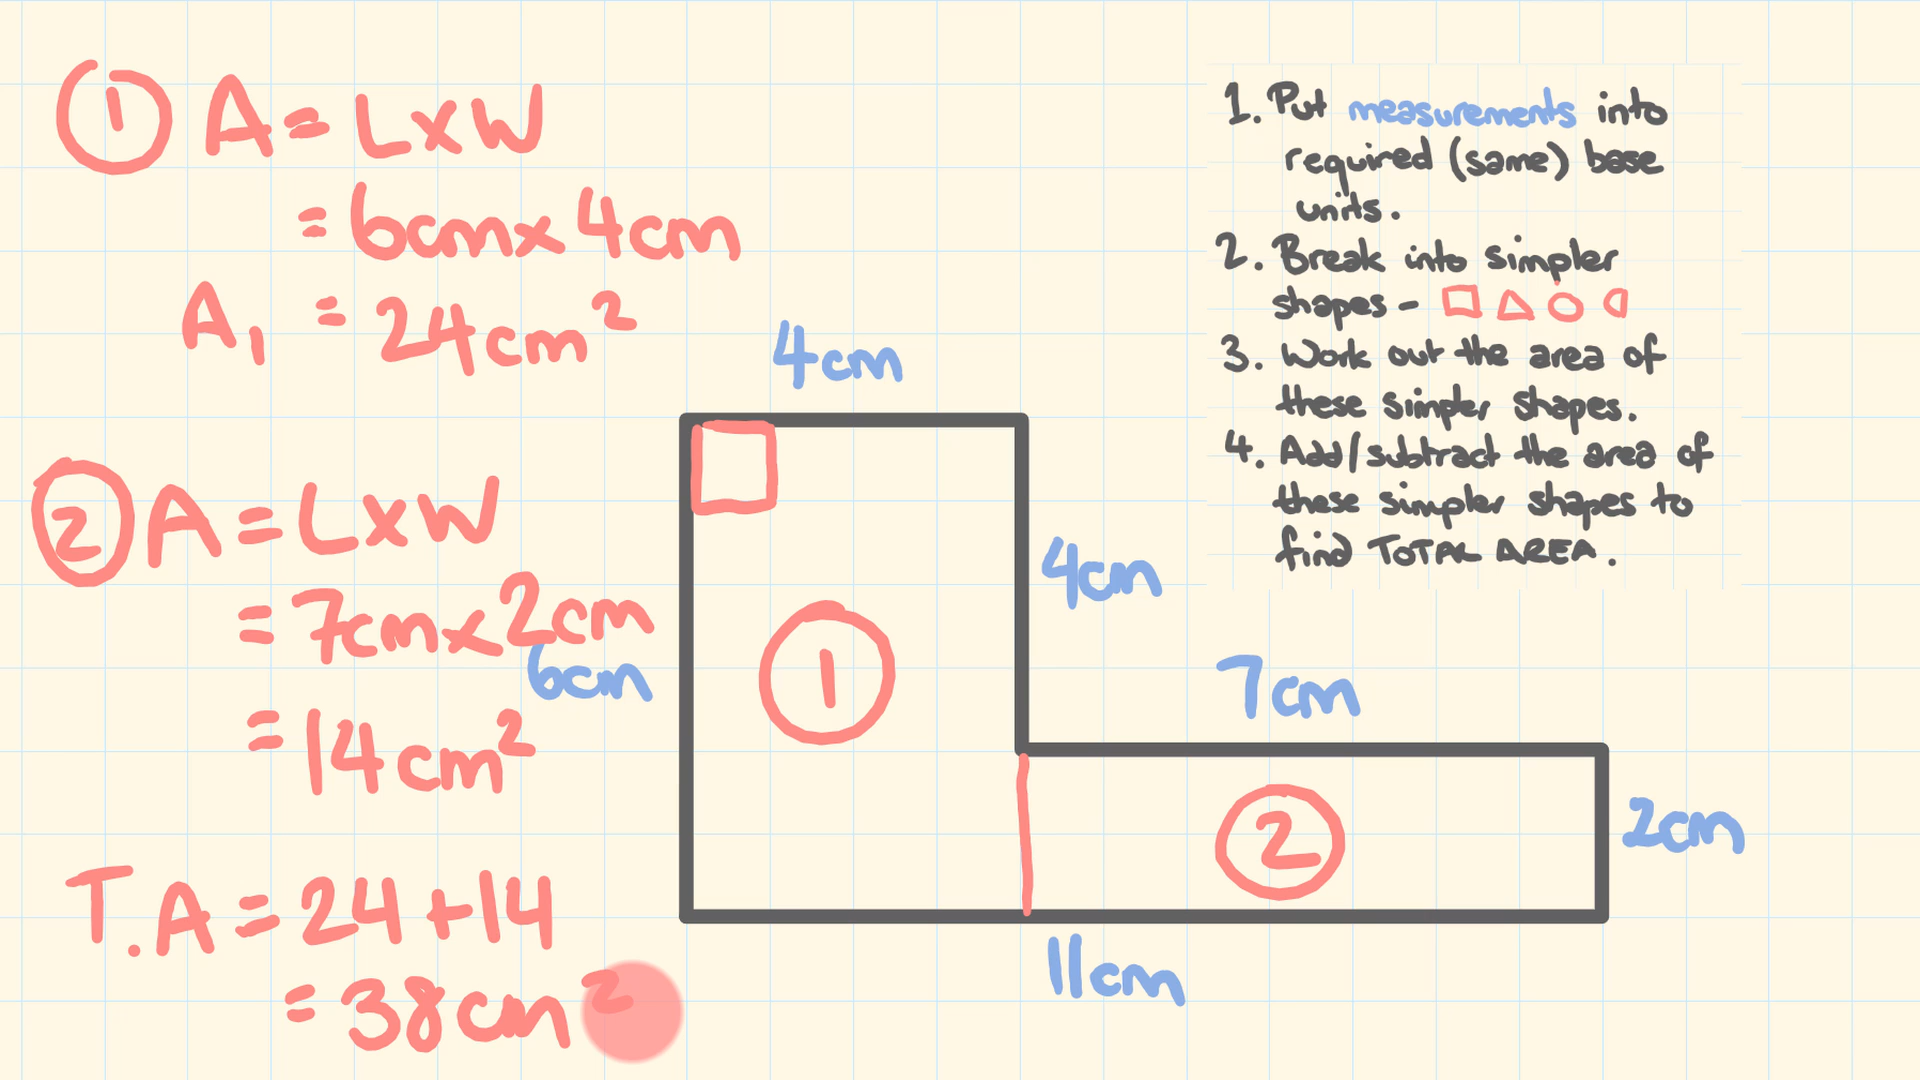 1 A = L x W
= 6cm x 4cm
A1 = 24cm²
2 A = L x W
= 7cm x 2cm
= 14cm²
T.A = 24 + 14
= 38cm²
4cm
4cm
6cm
1
7cm
2
2cm
11cm
1. Put measurements into
required (same) base
units.
2. Break into simpler
shapes -
3. Work out the area of
these simpler shapes.
4. Add/subtract the area of
these simpler shapes to
find TOTAL AREA.